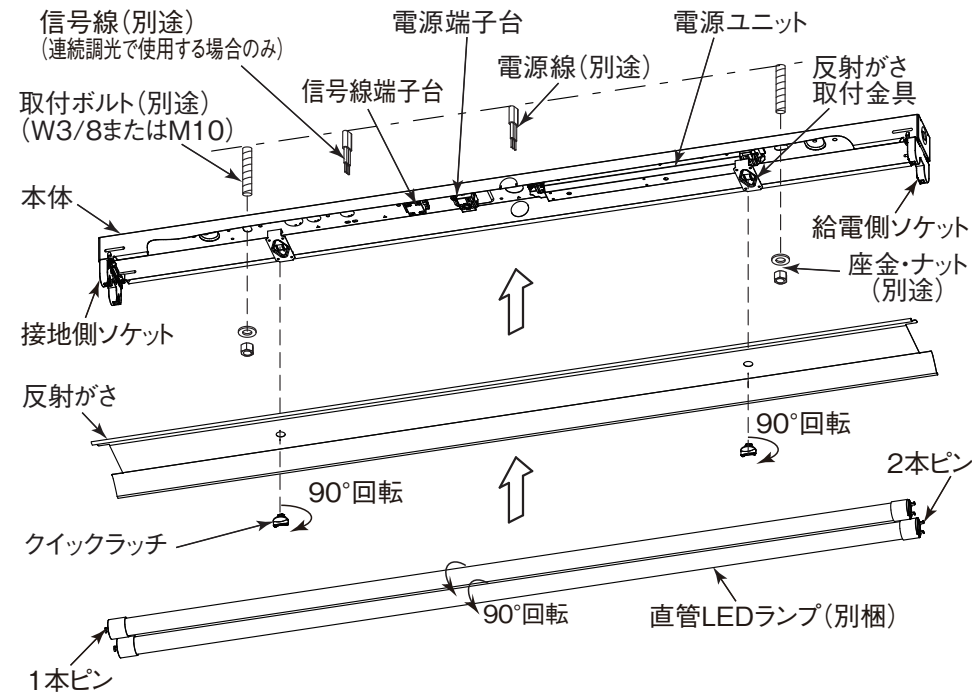 信号線(別途)
(連続調光で使用する場合のみ)
電源端子台
電源ユニット
取付ボルト(別途)
(W3/8またはM10)
信号線端子台
電源線(別途)
反射がさ
取付金具
本体
給電側ソケット
座金・ナット
(別途)
接地側ソケット
反射がさ
90°回転
90°回転
2本ピン
クイックラッチ
90°回転
直管LEDランプ(別梱)
1本ピン